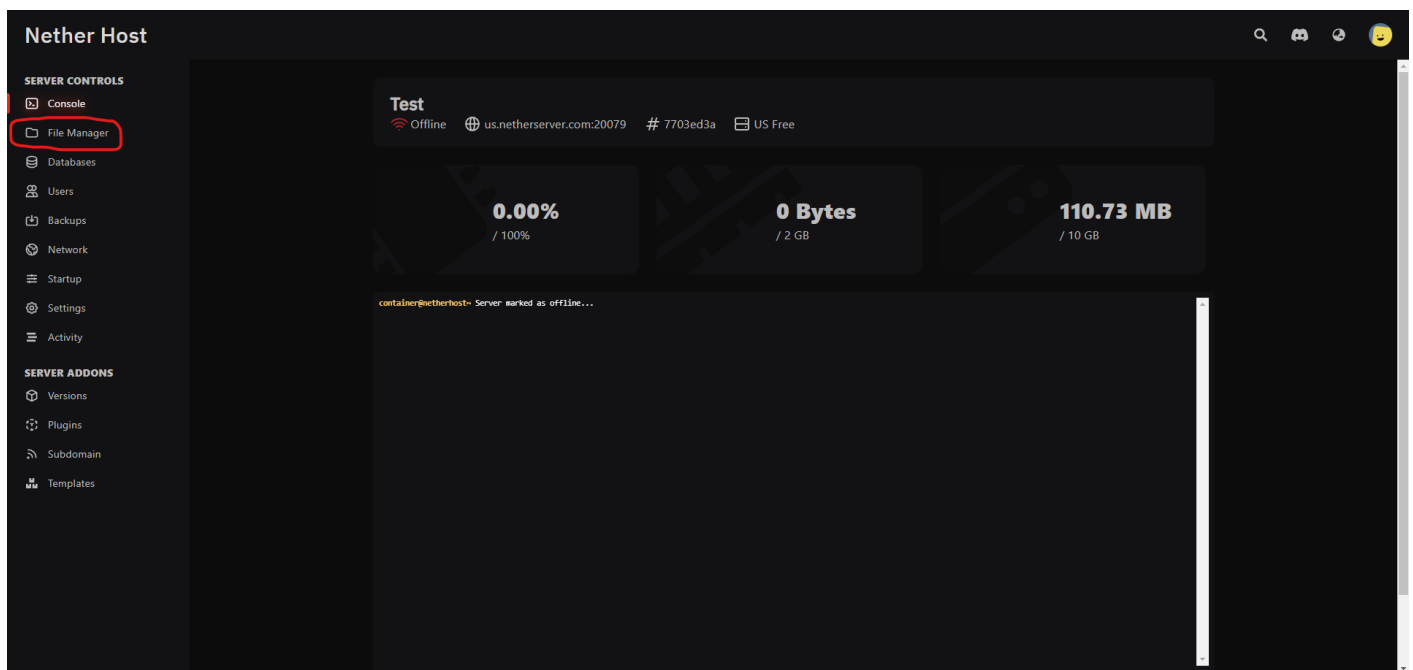 Nether Host
SERVER CONTROLS
Console
File Manager
Databases
Users
Backups
Network
Startup
Settings
Activity
SERVER ADDONS
Versions
Plugins
Subdomain
Templates
Test
Offline us.netherserver.com:20079 # 7703ed3a US Free
0.00%
/ 100%
0 Bytes
/ 2 GB
110.73 MB
/ 10 GB
container@netherhost~ Server marked as offline...